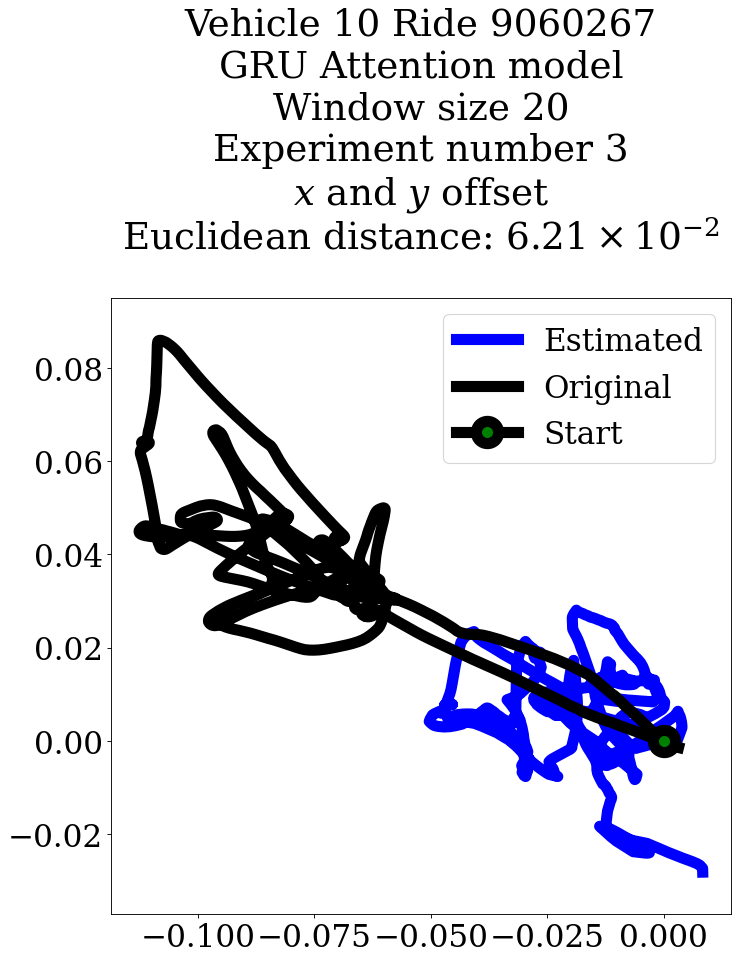 Vehicle 10 Ride 9060267
GRU Attention model
Window size 20
Experiment number 3
x and y offset
Euclidean distance: 6.21 × 10⁻²
Estimated
Original
Start
0.08
0.06
0.04
0.02
0.00
−0.02
−0.100 −0.075 −0.050 −0.025 0.000